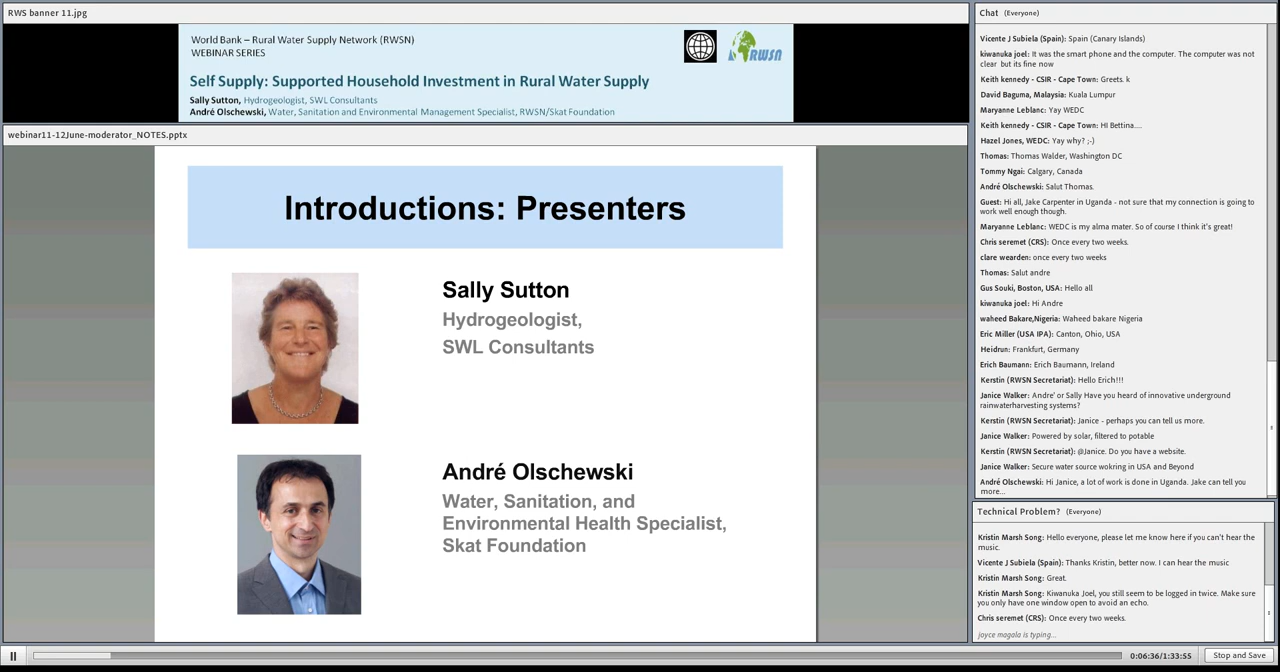 RWS banner 11.jpg
World Bank – Rural Water Supply Network (RWSN)
WEBINAR SERIES
RWSN
Self Supply: Supported Household Investment in Rural Water Supply
Sally Sutton, Hydrogeologist, SWL Consultants
André Olschewski, Water, Sanitation and Environmental Management Specialist, RWSN/Skat Foundation
webinar11-12June-moderator_NOTES.pptx
Introductions: Presenters
Sally Sutton
Hydrogeologist,
SWL Consultants
André Olschewski
Water, Sanitation, and
Environmental Health Specialist,
Skat Foundation
Chat (Everyone)
Vicente J Subiela (Spain): Spain (Canary Islands)
kiwanuka joel: It was the smart phone and the computer. The computer was not
clear but its fine now
Keith kennedy - CSIR - Cape Town: Greets. k
David Baguma, Malaysia: Kuala Lumpur
Maryanne Leblanc: Yay WEDC
Keith kennedy - CSIR - Cape Town: HI Bettina....
Hazel Jones, WEDC: Yay why? ;-)
Thomas: Thomas Walder, Washington DC
Tommy Ngai: Calgary, Canada
André Olschewski: Salut Thomas.
Guest: Hi all, Jake Carpenter in Uganda - not sure that my connection is going to
work well enough though.
Maryanne Leblanc: WEDC is my alma mater. So of course I think it's great!
Chris seremet (CRS): Once every two weeks.
clare wearden: once every two weeks
Thomas: Salut andre
Gus Souki, Boston, USA: Hello all
kiwanuka joel: Hi Andre
waheed Bakare,Nigeria: Waheed bakare Nigeria
Eric Miller (USA IPA): Canton, Ohio, USA
Heidrun: Frankfurt, Germany
Erich Baumann: Erich Baumann, Ireland
Kerstin (RWSN Secretariat): Hello Erich!!!
Janice Walker: Andre' or Sally Have you heard of innovative underground
rainwaterharvesting systems?
Kerstin (RWSN Secretariat): Janice - perhaps you can tell us more.
Janice Walker: Powered by solar, filtered to potable
Kerstin (RWSN Secretariat): @Janice. Do you have a website.
Janice Walker: Secure water source wokring in USA and Beyond
André Olschewski: Hi Janice, a lot of work is done in Uganda. Jake can tell you
more...
Technical Problem? (Everyone)
Kristin Marsh Song: Hello everyone, please let me know here if you can't hear the
music.
Vicente J Subiela (Spain): Thanks Kristin, better now. I can hear the music
Kristin Marsh Song: Great.
Kristin Marsh Song: Kiwanuka Joel, you still seem to be logged in twice. Make sure
you only have one window open to avoid an echo.
Chris seremet (CRS): Once every two weeks.
joyce magala is typing...
0:06:36/1:33:55
Stop and Save